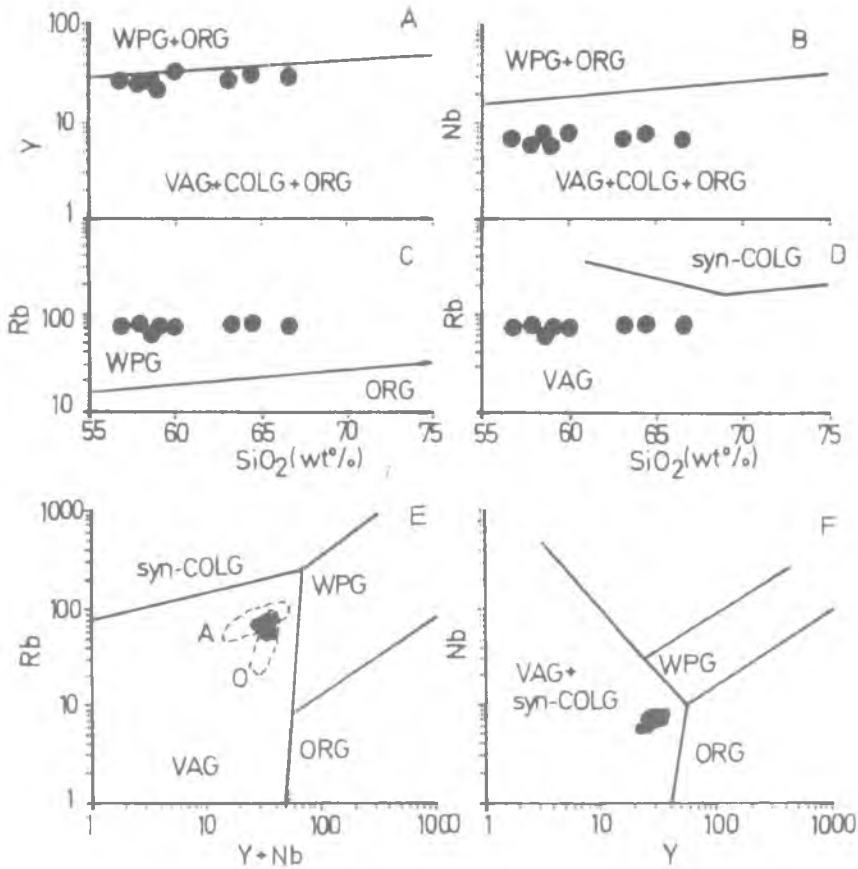 100
WPG+ORG
A
10
Y
VAG+COLG+ORG
1
B
WPG+ORG
Nb
VAG+COLG+ORG
C
Rb
100
WPG
ORG
10
55 60 65 70 75
SiO2(wt%)
D
syn-COLG
Rb
VAG
55 60 65 70 75
SiO2(wt%)
1000
E
syn-COLG
WPG
100
A
Rb
O
10
VAG
ORG
1
1 10 100 1000
Y+Nb
F
Nb
VAG+
syn-COLG
WPG
ORG
1 10 100 1000
Y